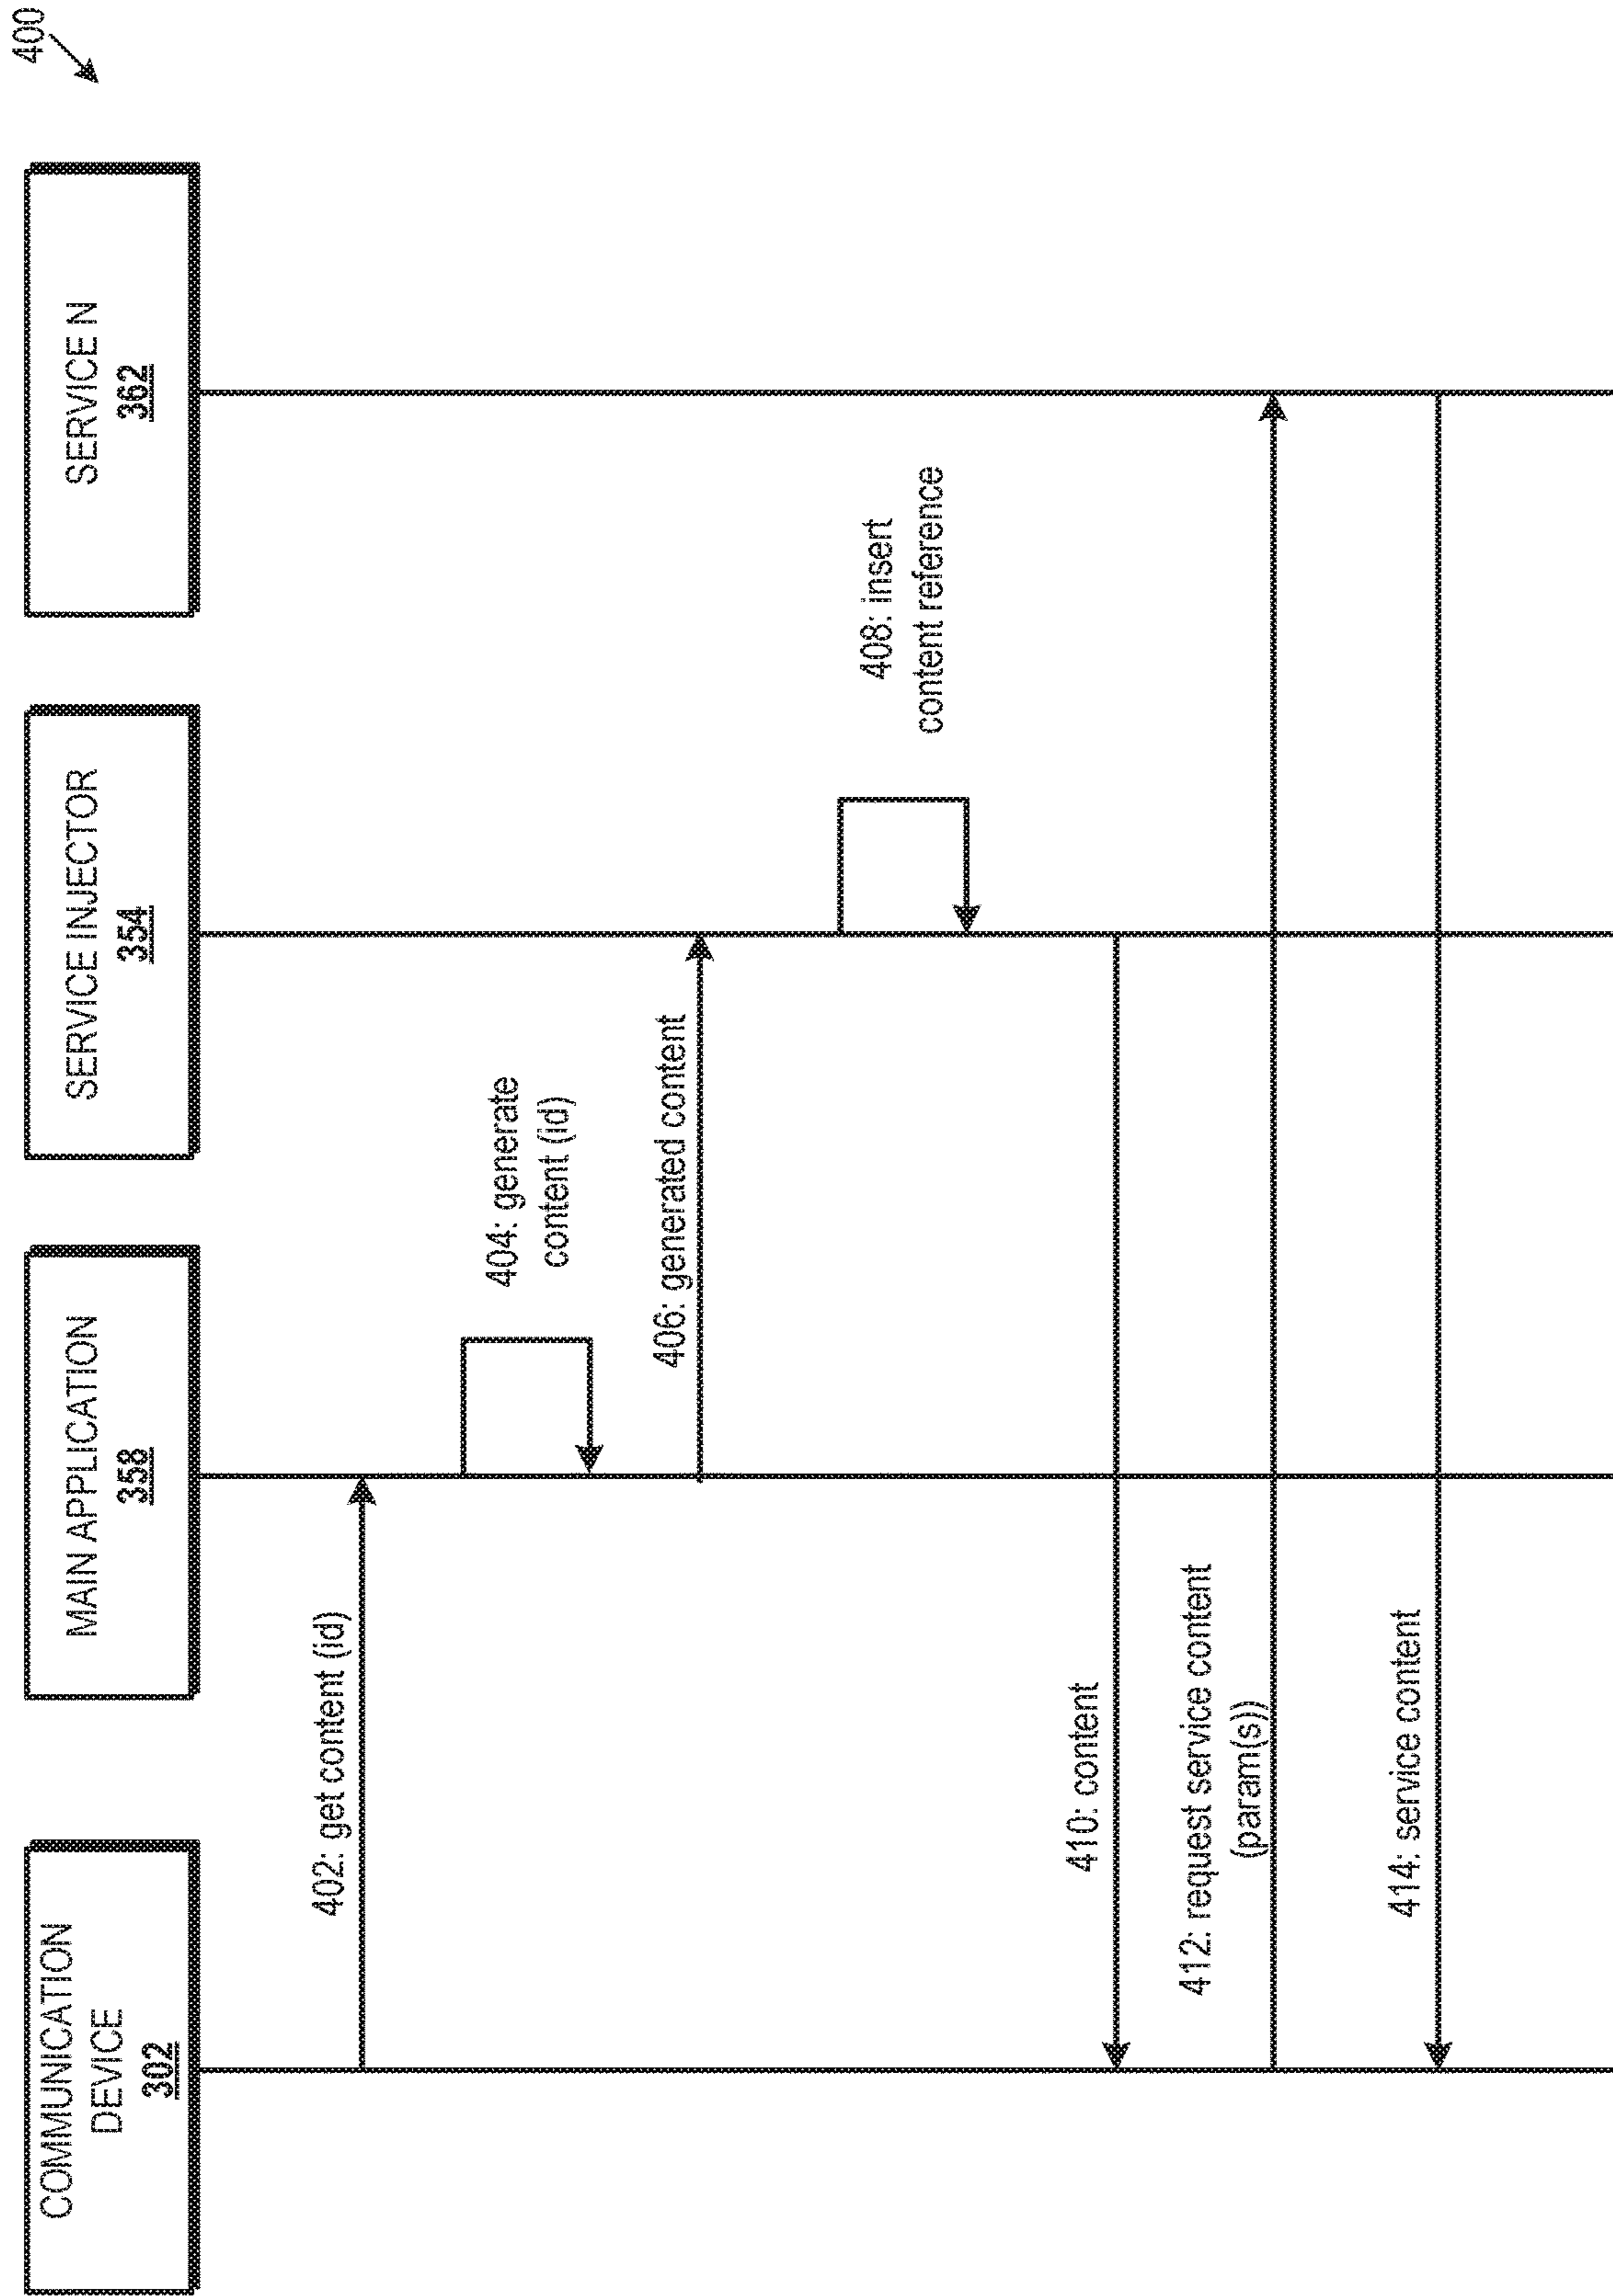 400
COMMUNICATION
DEVICE
302
MAIN APPLICATION
358
SERVICE INJECTOR
354
SERVICE N
362
402: get content (id)
404: generate
content (id)
406: generated content
408: insert
content reference
410: content
412: request service content
(param(s))
414: service content